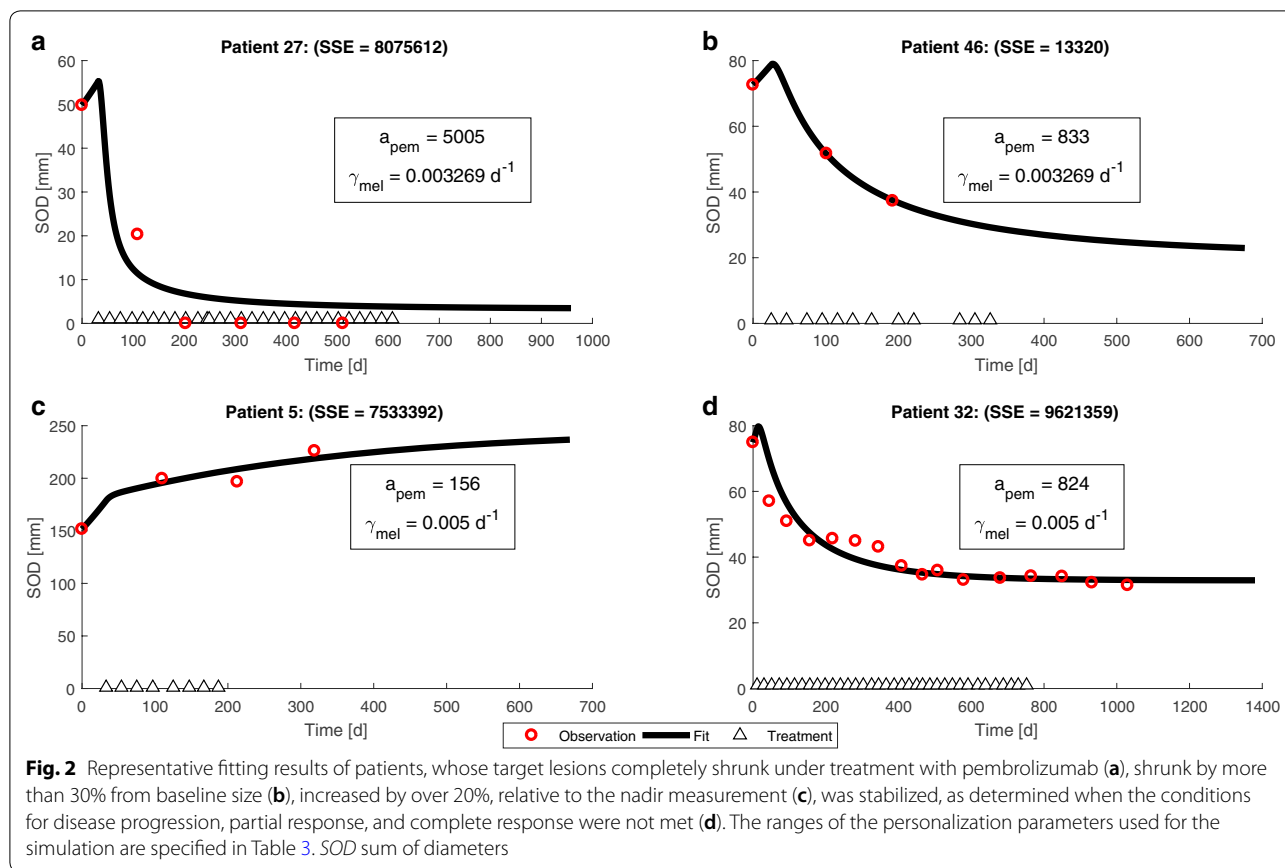 a
Patient 27: (SSE = 8075612)
60
50
40
30
20
10
0
SOD [mm]
a_pem = 5005
γ_mel = 0.003269 d^-1
0 100 200 300 400 500 600 700 800 900 1000
Time [d]
b
Patient 46: (SSE = 13320)
80
60
40
20
0
SOD [mm]
a_pem = 833
γ_mel = 0.003269 d^-1
0 100 200 300 400 500 600 700
Time [d]
c
Patient 5: (SSE = 7533392)
250
200
150
100
50
0
SOD [mm]
a_pem = 156
γ_mel = 0.005 d^-1
0 100 200 300 400 500 600 700
Time [d]
d
Patient 32: (SSE = 9621359)
80
60
40
20
0
SOD [mm]
a_pem = 824
γ_mel = 0.005 d^-1
0 200 400 600 800 1000 1200 1400
Time [d]
Observation Fit Treatment
Fig. 2 Representative fitting results of patients, whose target lesions completely shrunk under treatment with pembrolizumab (a), shrunk by more
than 30% from baseline size (b), increased by over 20%, relative to the nadir measurement (c), was stabilized, as determined when the conditions
for disease progression, partial response, and complete response were not met (d). The ranges of the personalization parameters used for the
simulation are specified in Table 3. SOD sum of diameters